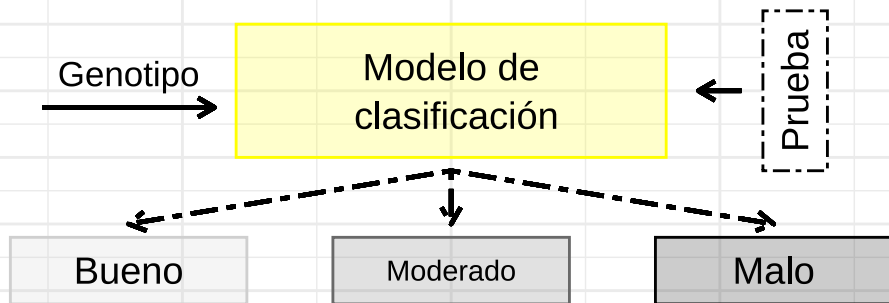 Genotipo
Modelo de
clasificación
Prueba
Bueno
Moderado
Malo